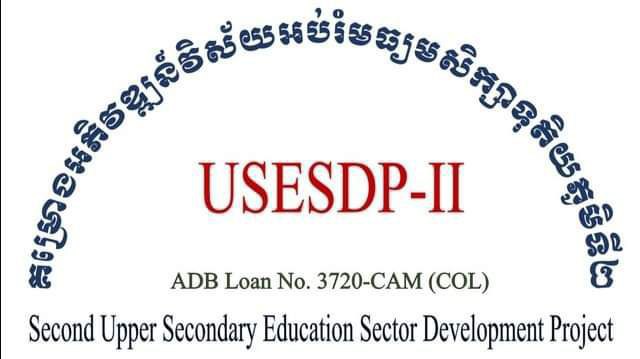 គម្រោងអភិវឌ្ឍន៍វិស័យអប់រំមធ្យមសិក្សាទុតិយភូមិទី២
USESDP-II
ADB Loan No. 3720-CAM (COL)
Second Upper Secondary Education Sector Development Project